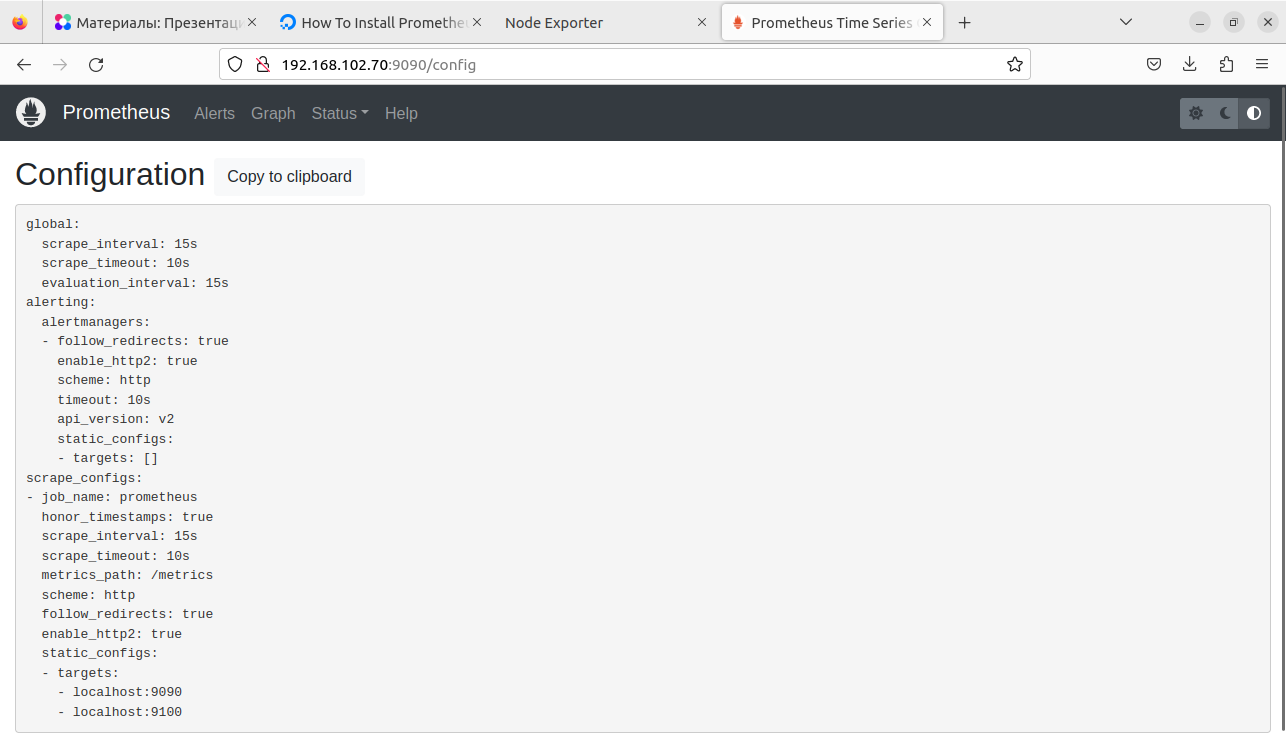 Материалы: Презентаци
How To Install Promethe
Node Exporter
Prometheus Time Series
192.168.102.70:9090/config
Prometheus
Alerts
Graph
Status
Help
Configuration
Copy to clipboard
global:
  scrape_interval: 15s
  scrape_timeout: 10s
  evaluation_interval: 15s
alerting:
  alertmanagers:
  - follow_redirects: true
    enable_http2: true
    scheme: http
    timeout: 10s
    api_version: v2
    static_configs:
    - targets: []
scrape_configs:
- job_name: prometheus
  honor_timestamps: true
  scrape_interval: 15s
  scrape_timeout: 10s
  metrics_path: /metrics
  scheme: http
  follow_redirects: true
  enable_http2: true
  static_configs:
  - targets:
    - localhost:9090
    - localhost:9100